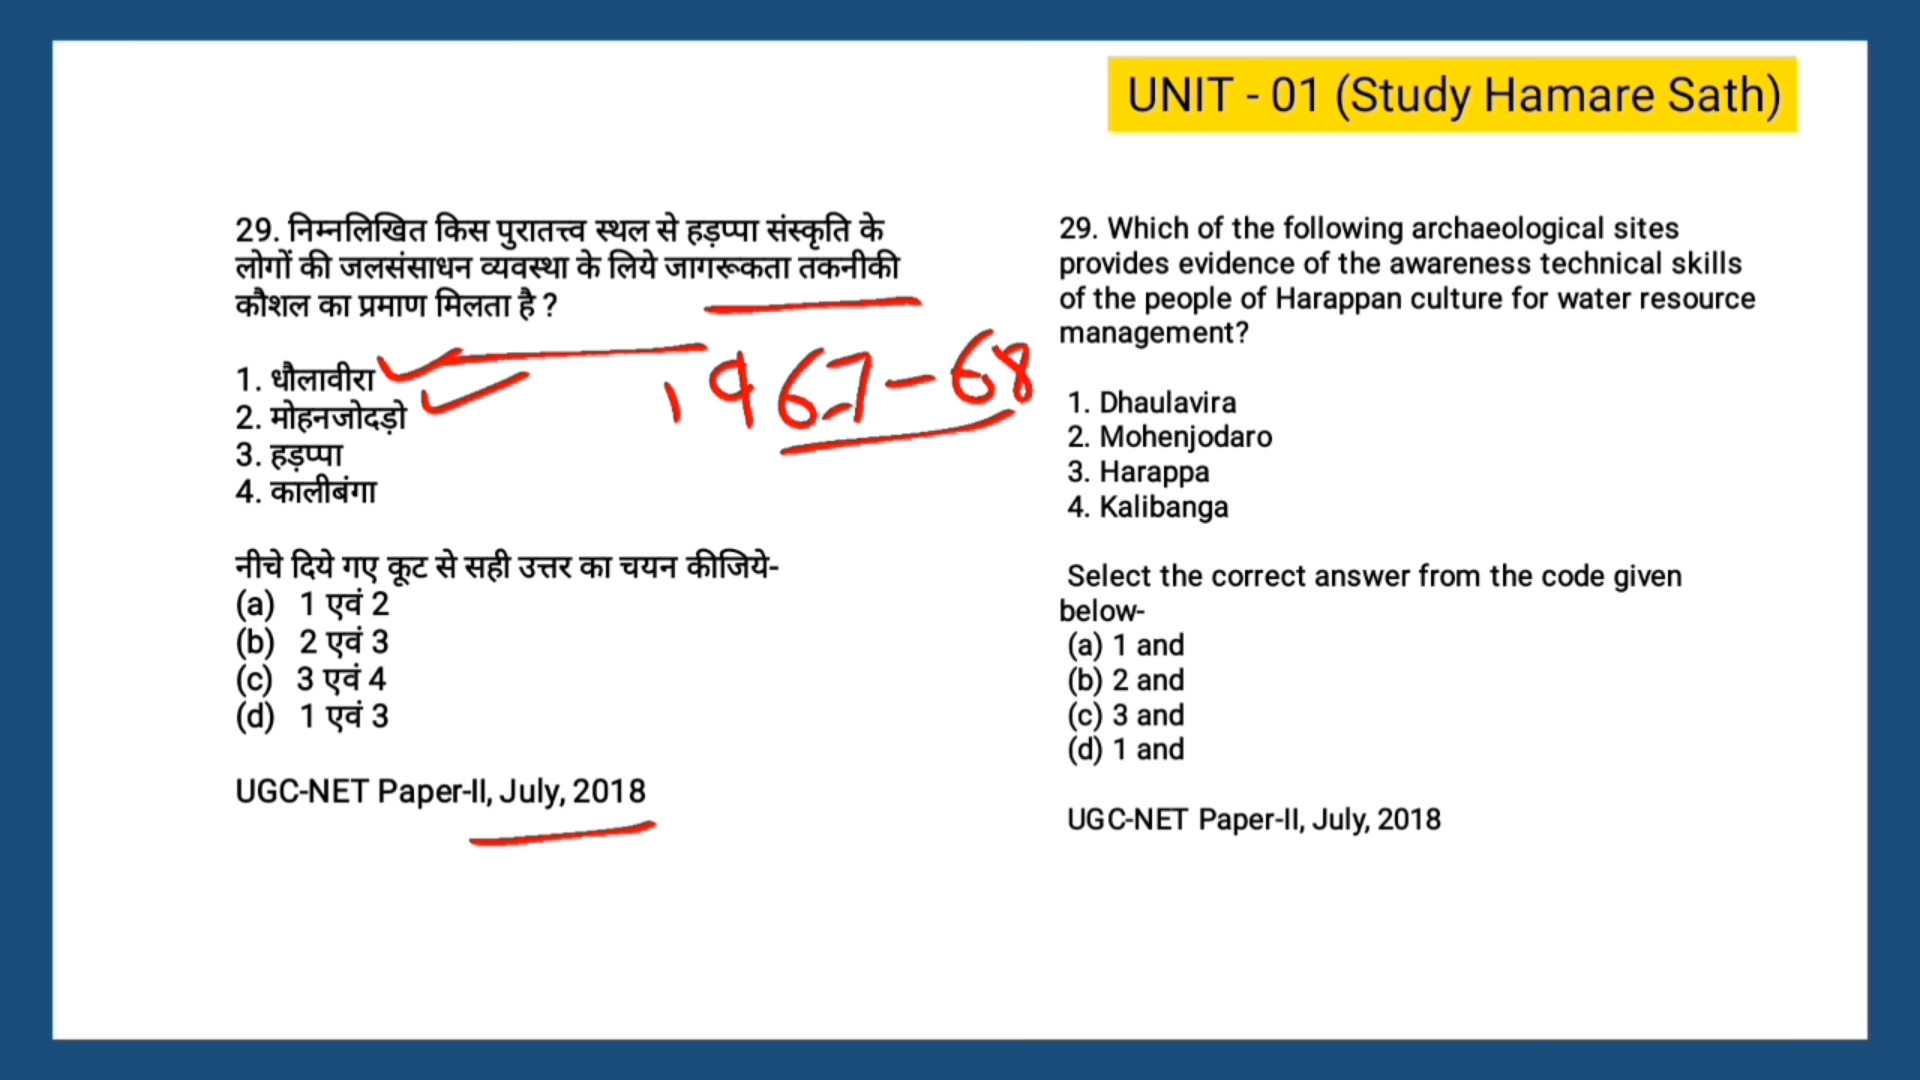 UNIT - 01 (Study Hamare Sath)
29. निम्नलिखित किस पुरातत्त्व स्थल से हड़प्पा संस्कृति के
लोगों की जलसंसाधन व्यवस्था के लिये जागरूकता तकनीकी
कौशल का प्रमाण मिलता है ?
1. धौलावीरा
2. मोहनजोदड़ो
3. हड़प्पा
4. कालीबंगा
1967-68
नीचे दिये गए कूट से सही उत्तर का चयन कीजिये-
(a) 1 एवं 2
(b) 2 एवं 3
(c) 3 एवं 4
(d) 1 एवं 3
UGC-NET Paper-II, July, 2018
29. Which of the following archaeological sites
provides evidence of the awareness technical skills
of the people of Harappan culture for water resource
management?
1. Dhaulavira
2. Mohenjodaro
3. Harappa
4. Kalibanga
Select the correct answer from the code given
below-
(a) 1 and
(b) 2 and
(c) 3 and
(d) 1 and
UGC-NET Paper-II, July, 2018